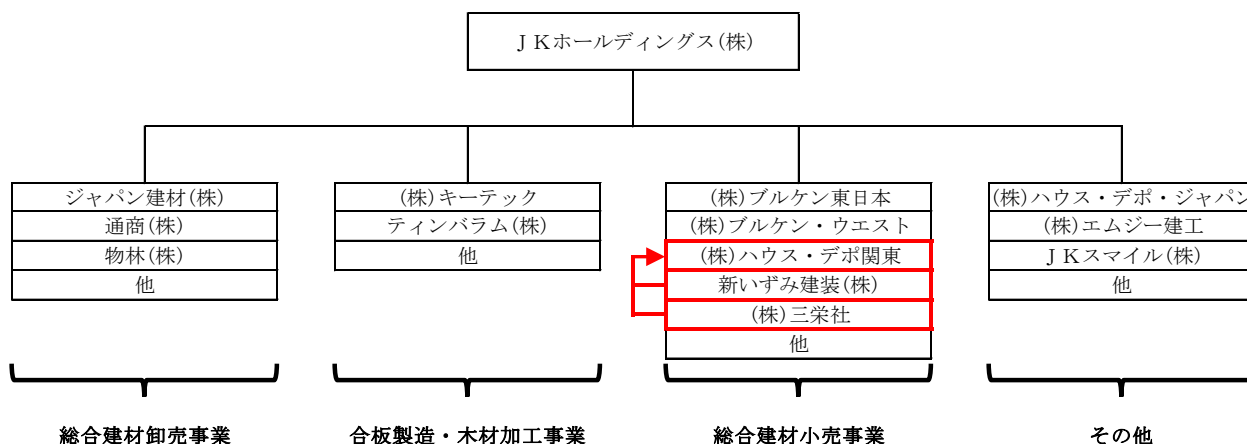 ＪＫホールディングス(株)
ジャパン建材(株)
通商(株)
物林(株)
他
(株)キーテック
ティンバラム(株)
他
(株)ブルケン東日本
(株)ブルケン・ウエスト
(株)ハウス・デポ関東
新いずみ建装(株)
(株)三栄社
他
(株)ハウス・デポ・ジャパン
(株)エムジー建工
ＪＫスマイル(株)
他
総合建材卸売事業
合板製造・木材加工事業
総合建材小売事業
その他